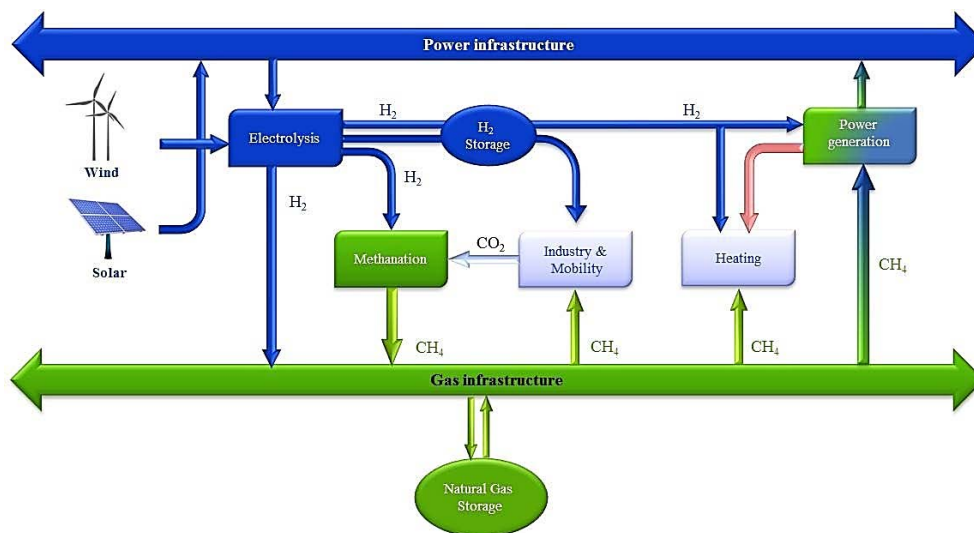 Power infrastructure
H₂
H₂
H₂
Storage
Electrolysis
Power
generation
Wind
H₂
H₂
Solar
CO₂
Methanation
Industry &
Mobility
Heating
CH₄
CH₄
CH₄
CH₄
Gas infrastructure
Natural Gas
Storage